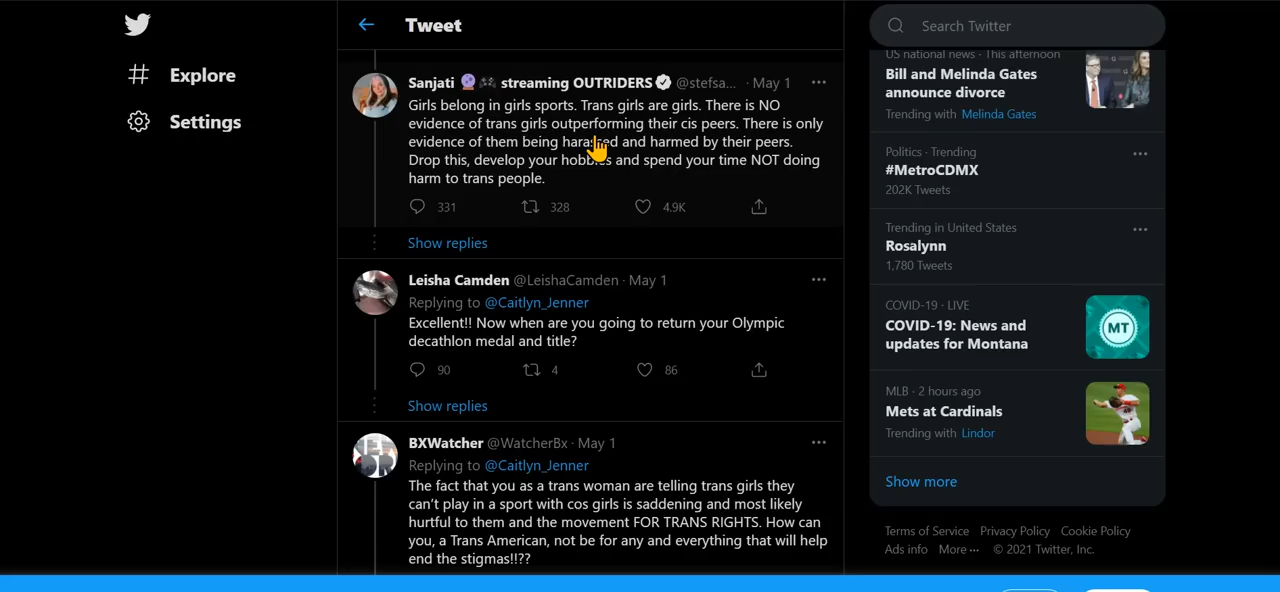 Tweet
Explore
Settings
Sanjati streaming OUTRIDERS @stefsa... · May 1
Girls belong in girls sports. Trans girls are girls. There is NO
evidence of trans girls outperforming their cis peers. There is only
evidence of them being harassed and harmed by their peers.
Drop this, develop your hobbies and spend your time NOT doing
harm to trans people.
331 328 4.9K
Show replies
Leisha Camden @LeishaCamden · May 1
Replying to @Caitlyn_Jenner
Excellent!! Now when are you going to return your Olympic
decathlon medal and title?
90 4 86
Show replies
BXWatcher @WatcherBx · May 1
Replying to @Caitlyn_Jenner
The fact that you as a trans woman are telling trans girls they
can't play in a sport with cos girls is saddening and most likely
hurtful to them and the movement FOR TRANS RIGHTS. How can
you, a Trans American, not be for any and everything that will help
end the stigmas!!??
Search Twitter
US national news · This afternoon
Bill and Melinda Gates
announce divorce
Trending with Melinda Gates
Politics · Trending
#MetroCDMX
202K Tweets
Trending in United States
Rosalynn
1,780 Tweets
COVID-19 · LIVE
COVID-19: News and
updates for Montana
MT
MLB · 2 hours ago
Mets at Cardinals
Trending with Lindor
Show more
Terms of Service Privacy Policy Cookie Policy
Ads info More ··· © 2021 Twitter, Inc.